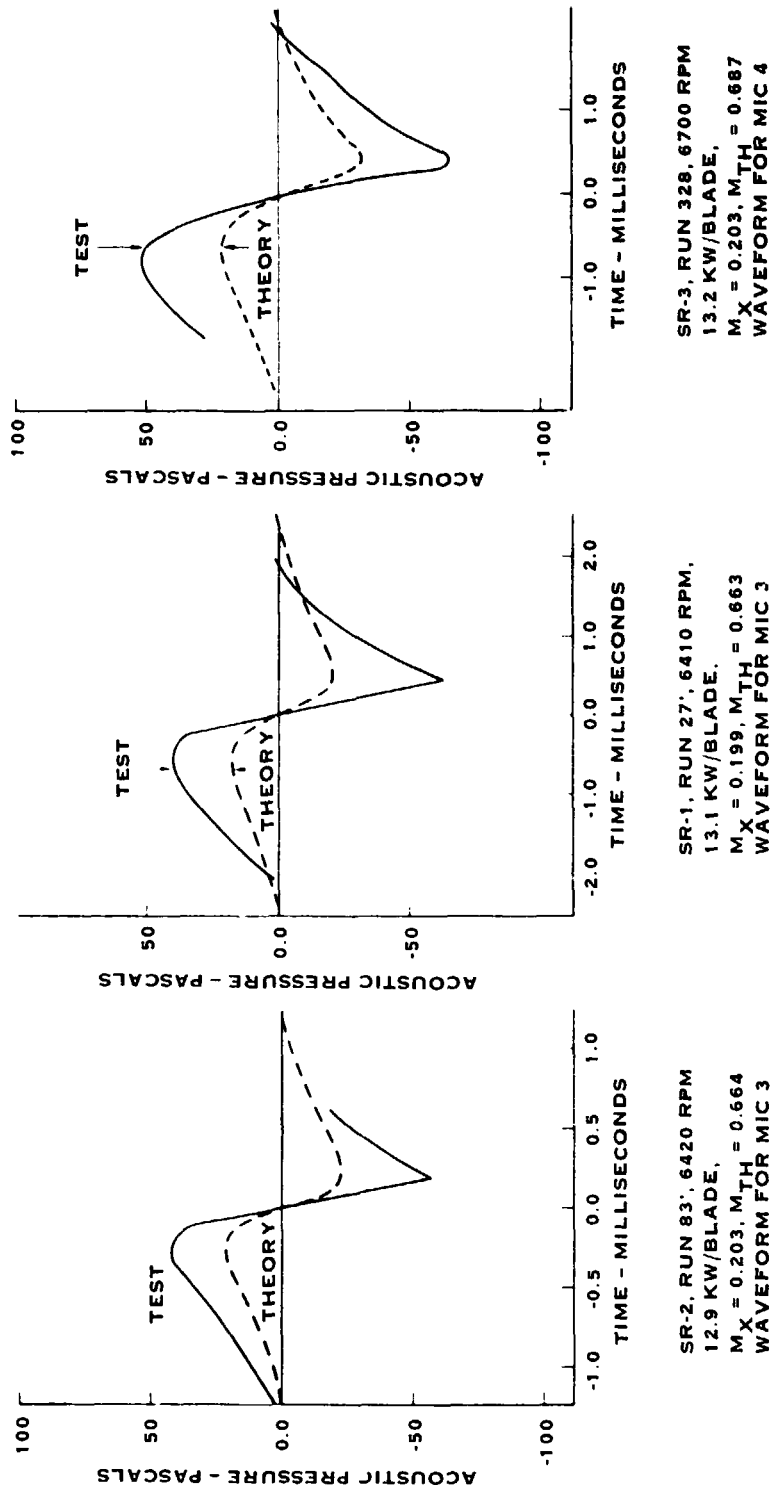 ACOUSTIC PRESSURE - PASCALS
100
50
0.0
-50
-100
TEST
THEORY
-1.0
-0.5
0.0
0.5
1.0
TIME - MILLISECONDS
SR-2, RUN 83', 6420 RPM
12.9 KW/BLADE,
MX = 0.203, MTH = 0.664
WAVEFORM FOR MIC 3
ACOUSTIC PRESSURE - PASCALS
50
0.0
-50
TEST
THEORY
-2.0
-1.0
0.0
1.0
2.0
TIME - MILLISECONDS
SR-1, RUN 27', 6410 RPM,
13.1 KW/BLADE.
MX = 0.199, MTH = 0.663
WAVEFORM FOR MIC 3
ACOUSTIC PRESSURE - PASCALS
100
50
0.0
-50
-100
TEST
THEORY
-1.0
0.0
1.0
TIME - MILLISECONDS
SR-3, RUN 328, 6700 RPM
13.2 KW/BLADE,
MX = 0.203, MTH = 0.687
WAVEFORM FOR MIC 4